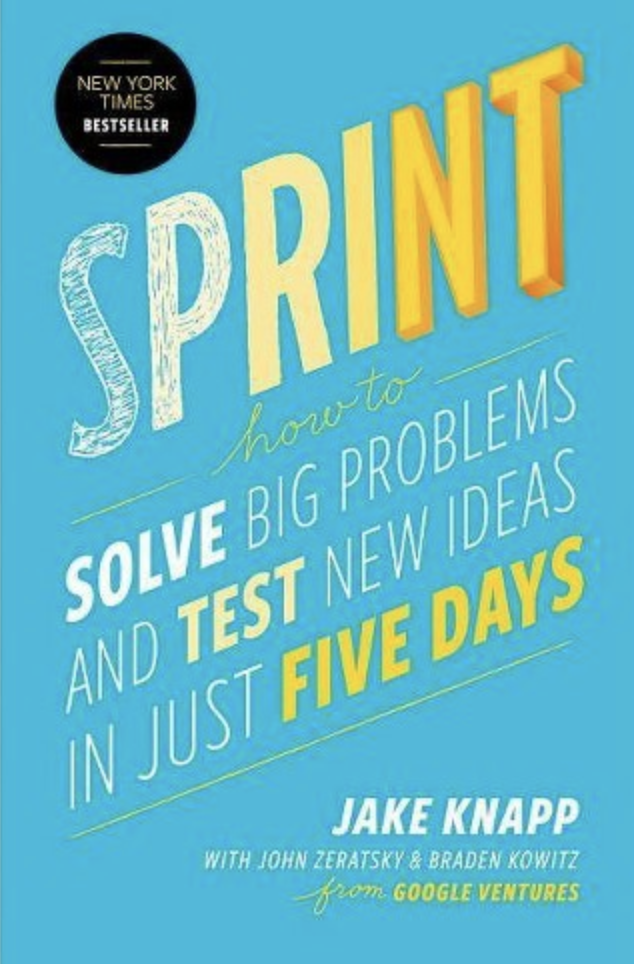 NEW YORK
TIMES
BESTSELLER
SPRINT
how to
SOLVE BIG PROBLEMS
AND TEST NEW IDEAS
IN JUST FIVE DAYS
JAKE KNAPP
WITH JOHN ZERATSKY & BRADEN KOWITZ
from GOOGLE VENTURES